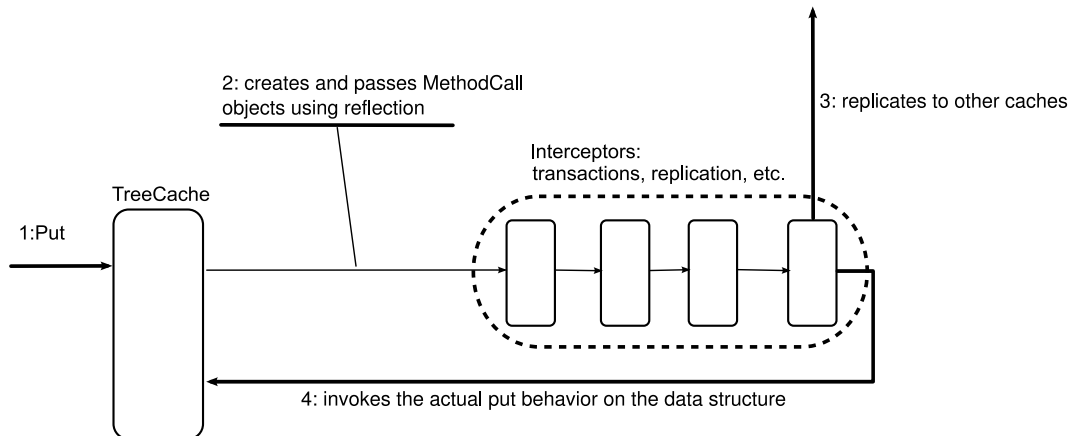 2: creates and passes MethodCall
objects using reflection
3: replicates to other caches
Interceptors:
transactions, replication, etc.
TreeCache
1:Put
4: invokes the actual put behavior on the data structure